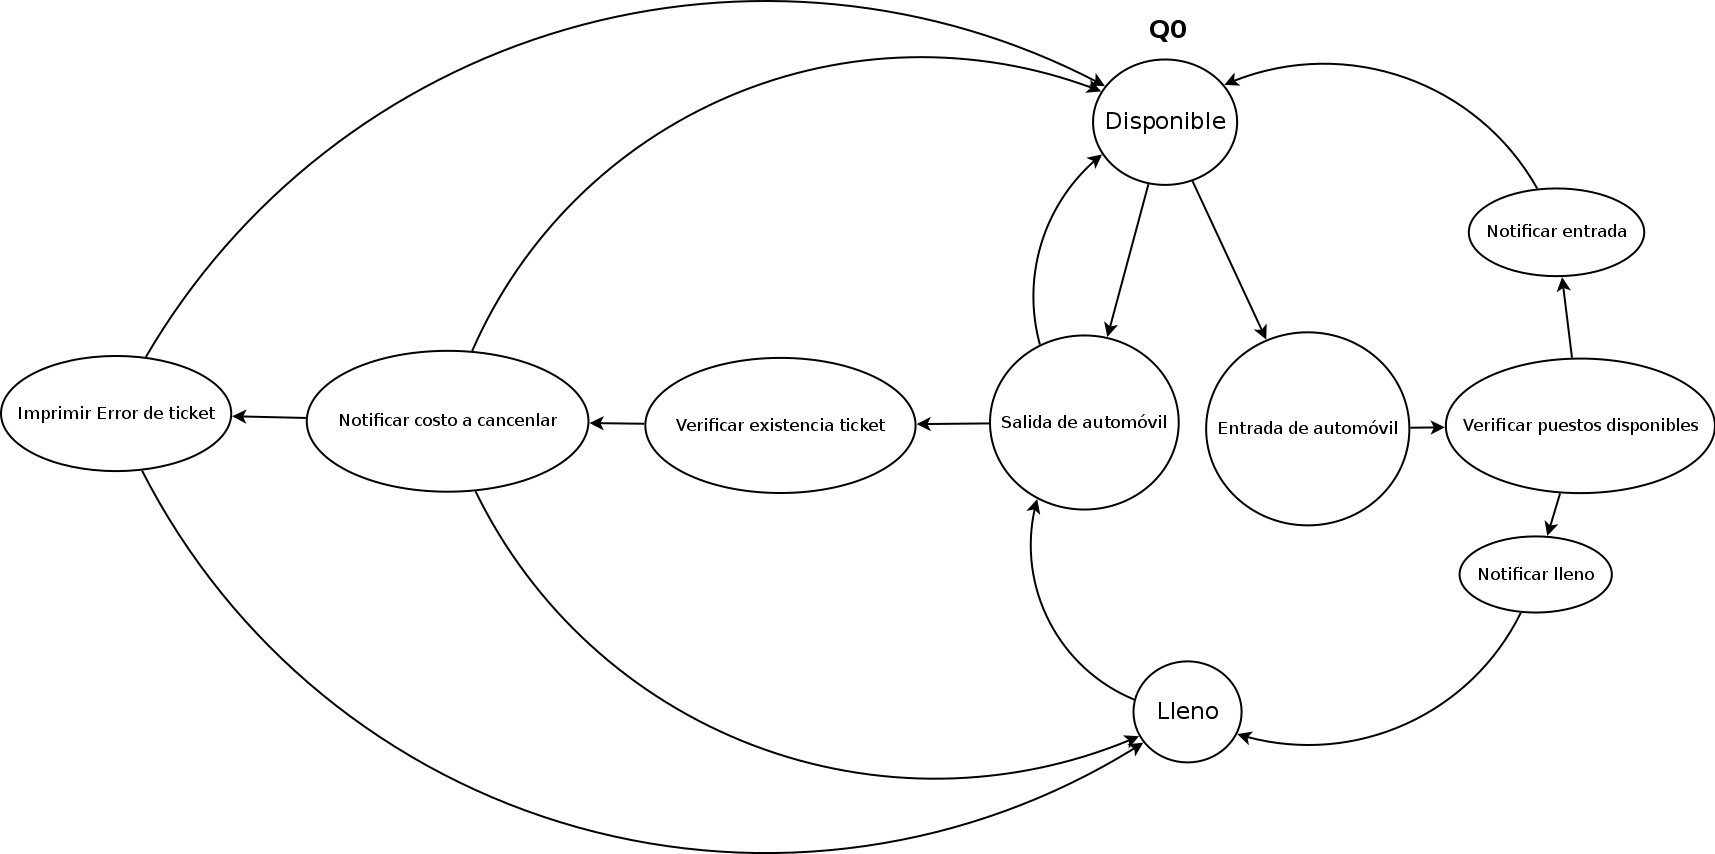 Q0
Disponible
Notificar entrada
Imprimir Error de ticket
Notificar costo a cancenlar
Verificar existencia ticket
Salida de automóvil
Entrada de automóvil
Verificar puestos disponibles
Notificar lleno
Lleno